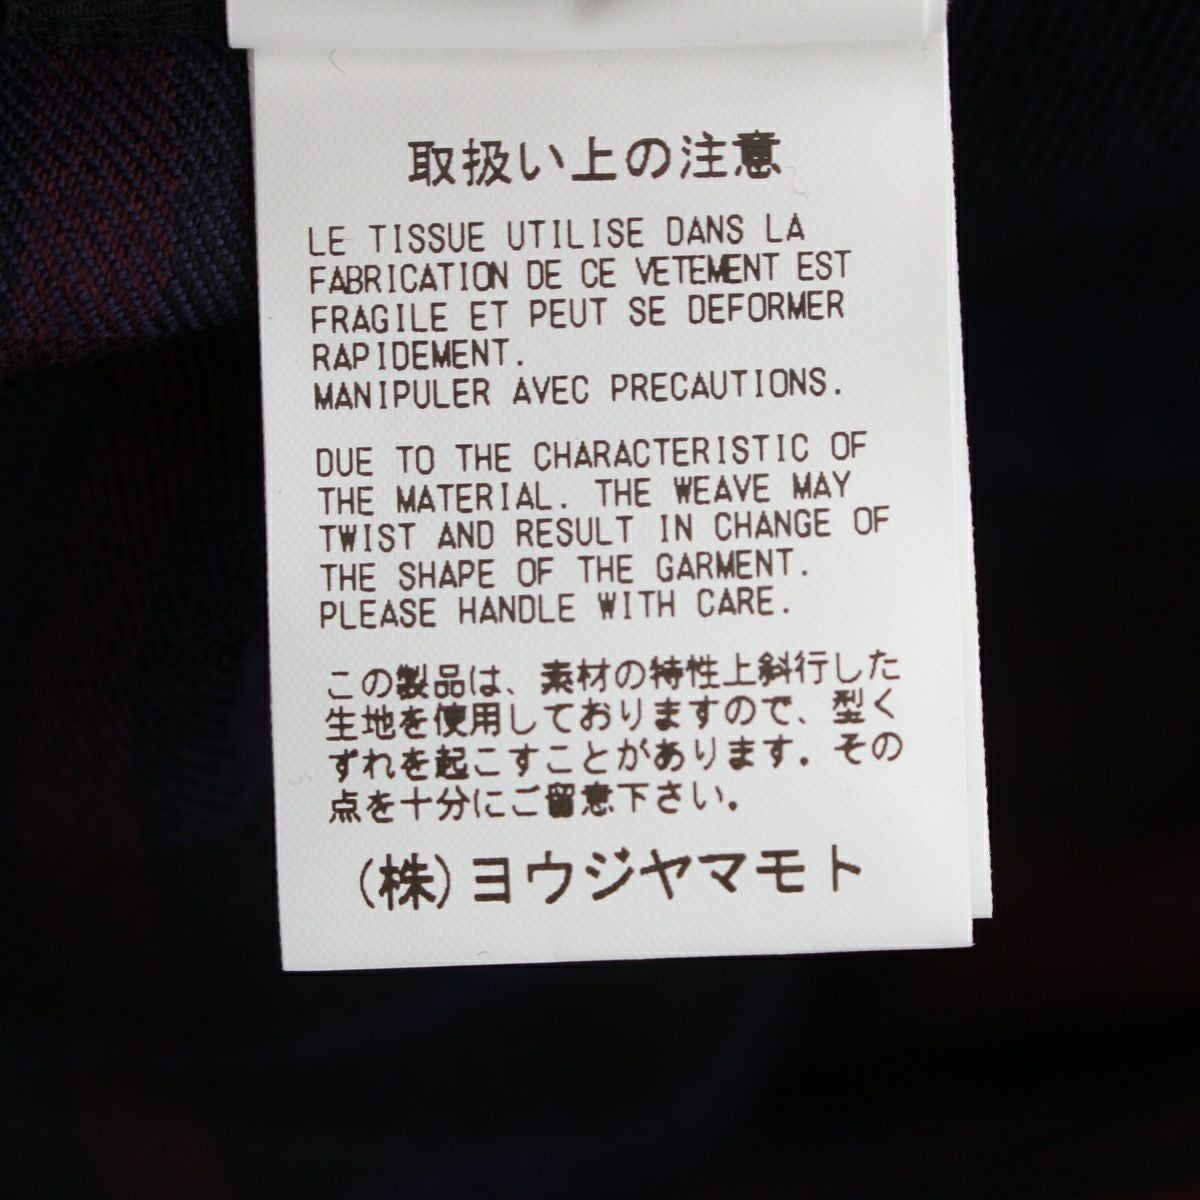 取扱い上の注意
LE TISSUE UTILISE DANS LA
FABRICATION DE CE VETEMENT EST
FRAGILE ET PEUT SE DEFORMER
RAPIDEMENT.
MANIPULER AVEC PRECAUTIONS.
DUE TO THE CHARACTERISTIC OF
THE MATERIAL. THE WEAVE MAY
TWIST AND RESULT IN CHANGE OF
THE SHAPE OF THE GARMENT.
PLEASE HANDLE WITH CARE.
この製品は、素材の特性上斜行した
生地を使用しておりますので、型く
ずれを起こすことがあります。その
点を十分にご留意下さい。
(株)ヨウジヤマモト